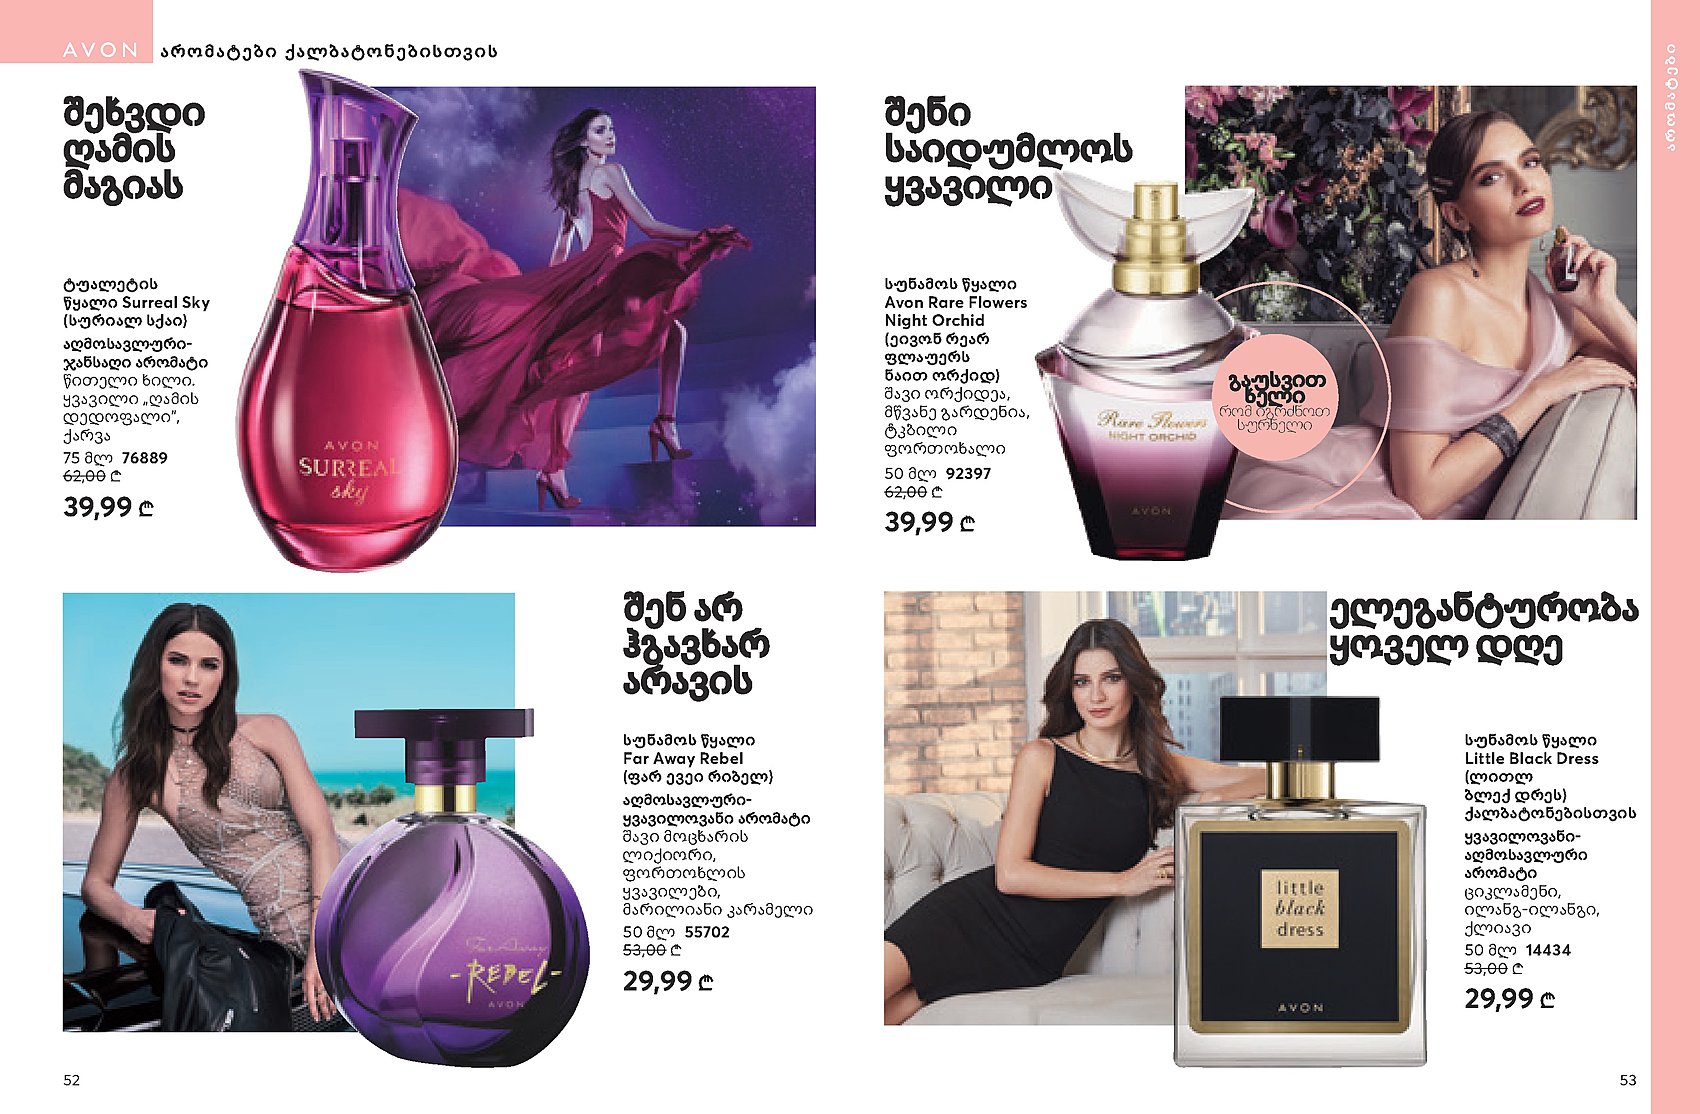 AVON არომატები ქალბატონებისთვის
შეხვდი
ღამის
მაგიას
ტუალეტის
წყალო Surreal Sky
(სურიალ სქაი)
აღმოსავლური-
ჯანსაღი არომატი
წითელი ხილი.
ყვავილი „ღამის
დედოფალი”,
ქარვა
75 მლ 76889
62,00 ₾
39,99 ₾
AVON
SURREAL
sky
შენი
საიდუმლოს
ყვავილი
სუნამოს წყალი
Avon Rare Flowers
Night Orchid
(ეივონ რეარ
ფლაუერს
ნაით ორქიდ)
შავი ორქიდეა,
მწვანე გარდენია,
ტკბილი
ფორთოხალი
50 მლ 92397
62,00 ₾
39,99 ₾
Rare Flowers
NIGHT ORCHID
AVON
გაუსვით
ხელი
რომ იგრძნოთ
სურნელი
არომატები
შენ არ
ჰგავხარ
არავის
სუნამოს წყალი
Far Away Rebel
(ფარ ევეი რიბელ)
აღმოსავლური-
ყვავილოვანი არომატი
შავი მოცხარის
ლიქიორი,
ფორთოხლის
ყვავილები,
მარილიანი კარამელი
50 მლ 55702
53,00 ₾
29,99 ₾
Far Away
-REBEL-
AVON
ელეგანტურობა
ყოველ დღე
სუნამოს წყალი
Little Black Dress
(ლითლ
ბლექ დრეს)
ქალბატონებისთვის
ყვავილოვანი-
აღმოსავლური
არომატი
ციკლამენი,
ილანგ-ილანგი,
ქლიავი
50 მლ 14434
53,00 ₾
29,99 ₾
little
black
dress
AVON
52
53